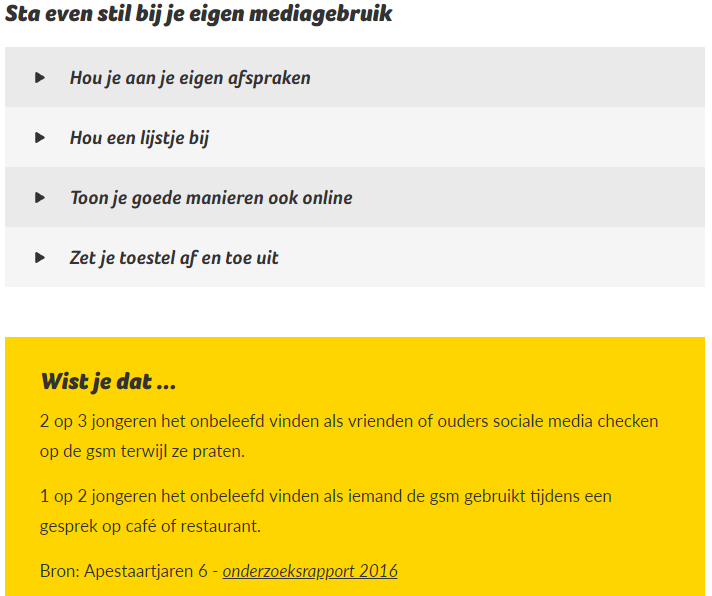 Sta even stil bij je eigen mediagebruik
Hou je aan je eigen afspraken
Hou een lijstje bij
Toon je goede manieren ook online
Zet je toestel af en toe uit
Wist je dat ...
2 op 3 jongeren het onbeleefd vinden als vrienden of ouders sociale media checken
op de gsm terwijl ze praten.
1 op 2 jongeren het onbeleefd vinden als iemand de gsm gebruikt tijdens een
gesprek op café of restaurant.
Bron: Apestaartjaren 6 - onderzoeksrapport 2016